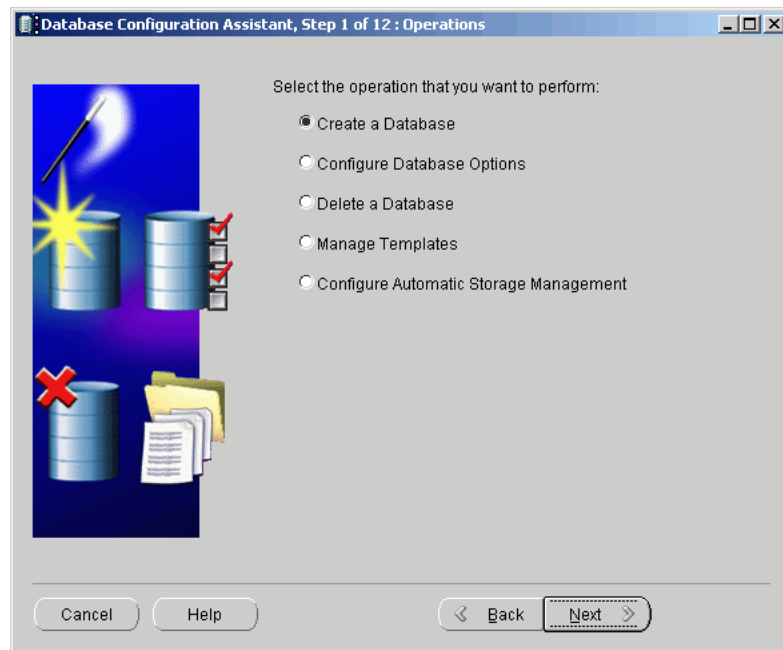 Database Configuration Assistant, Step 1 of 12 : Operations
Select the operation that you want to perform:
Create a Database
Configure Database Options
Delete a Database
Manage Templates
Configure Automatic Storage Management
Cancel
Help
Back
Next